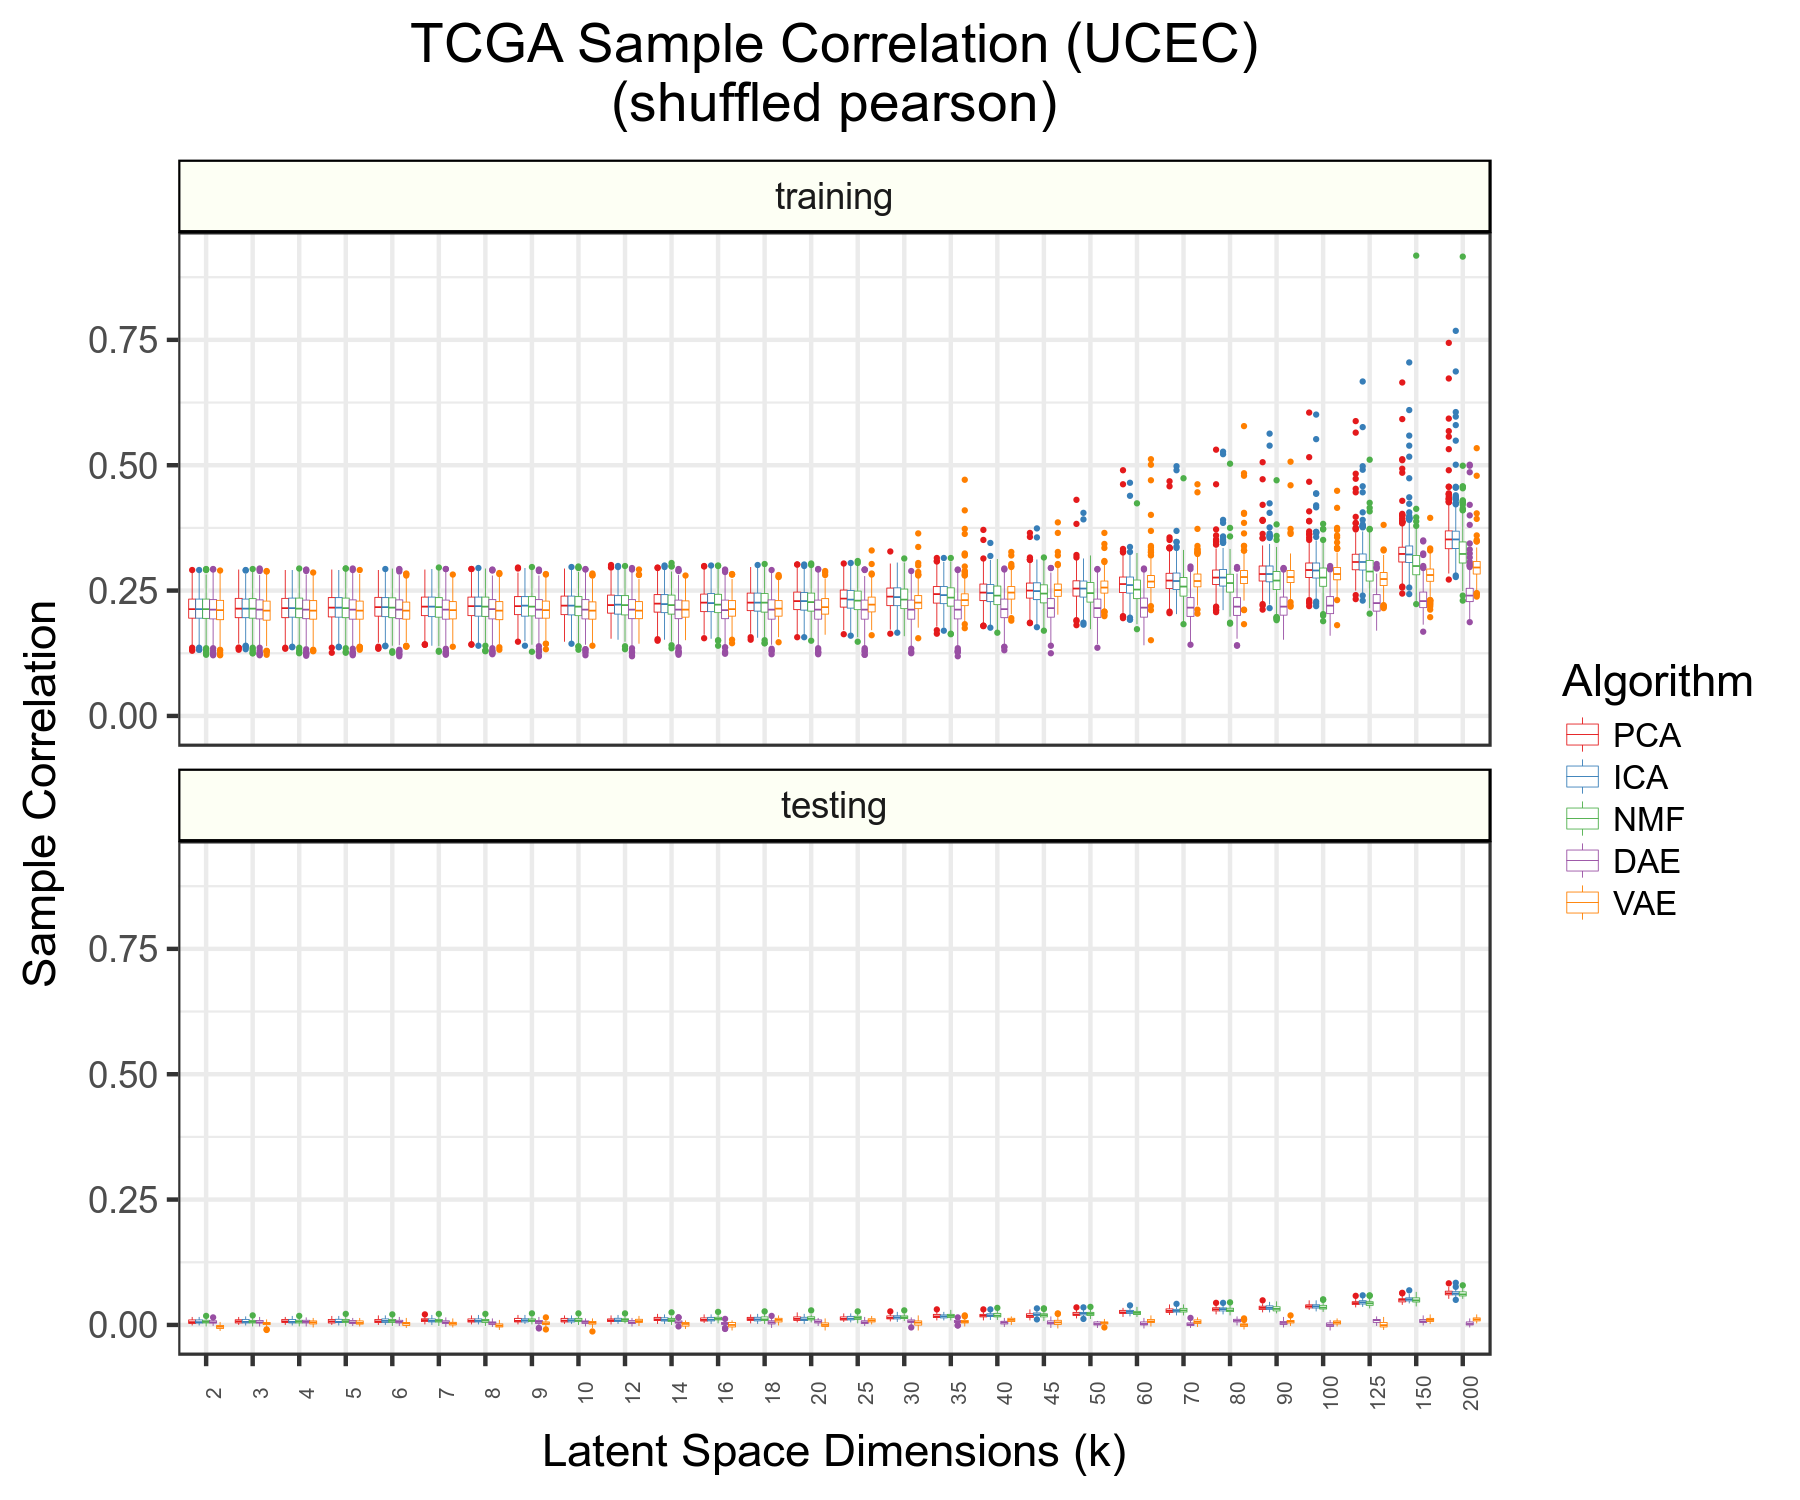 TCGA Sample Correlation (UCEC)
(shuffled pearson)
training
0.75
0.50
0.25
0.00
testing
0.75
0.50
0.25
0.00
Sample Correlation
2 3 4 5 6 7 8 9 10 12 14 16 18 20 25 30 35 40 45 50 60 70 80 90 100 125 150 200
Latent Space Dimensions (k)
Algorithm
PCA
ICA
NMF
DAE
VAE